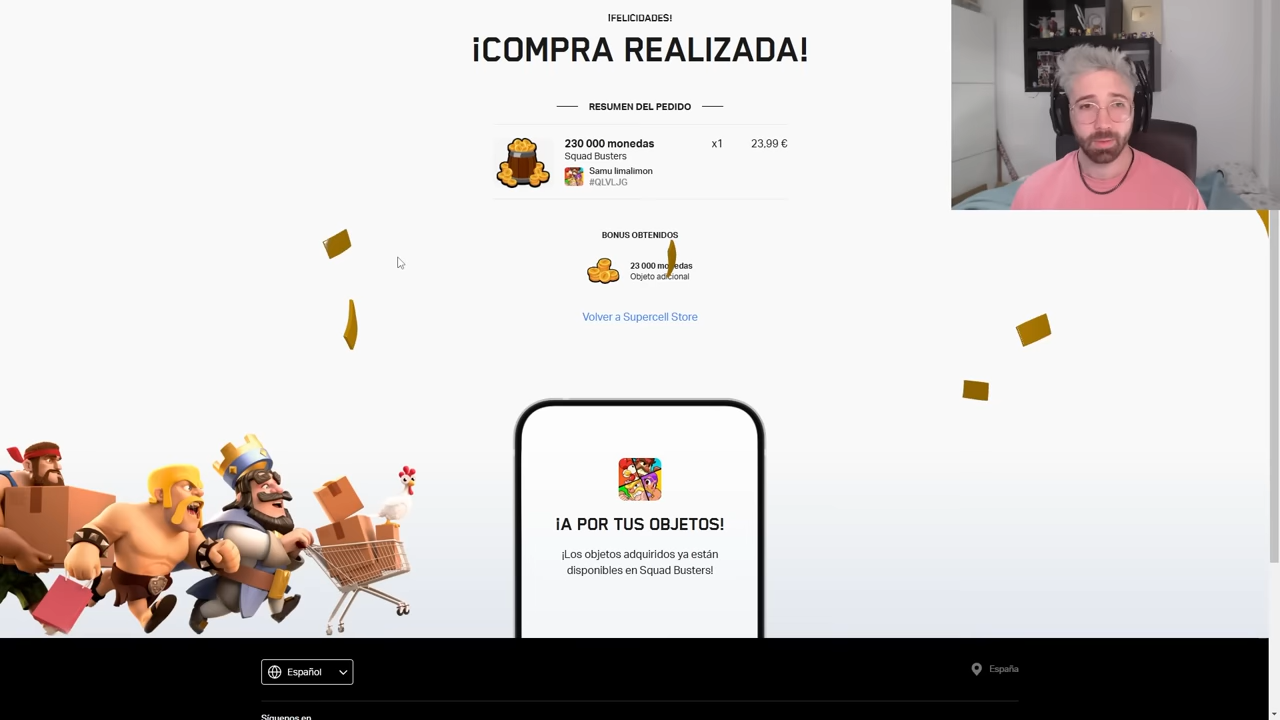 ¡FELICIDADES!
¡COMPRA REALIZADA!
RESUMEN DEL PEDIDO
230 000 monedas x1 23,99 €
Squad Busters
Samu limalimon
#QLVLJG
BONUS OBTENIDOS
23 000 monedas
Objeto adicional
Volver a Supercell Store
¡A POR TUS OBJETOS!
¡Los objetos adquiridos ya están
disponibles en Squad Busters!
Español España
Síguenos en